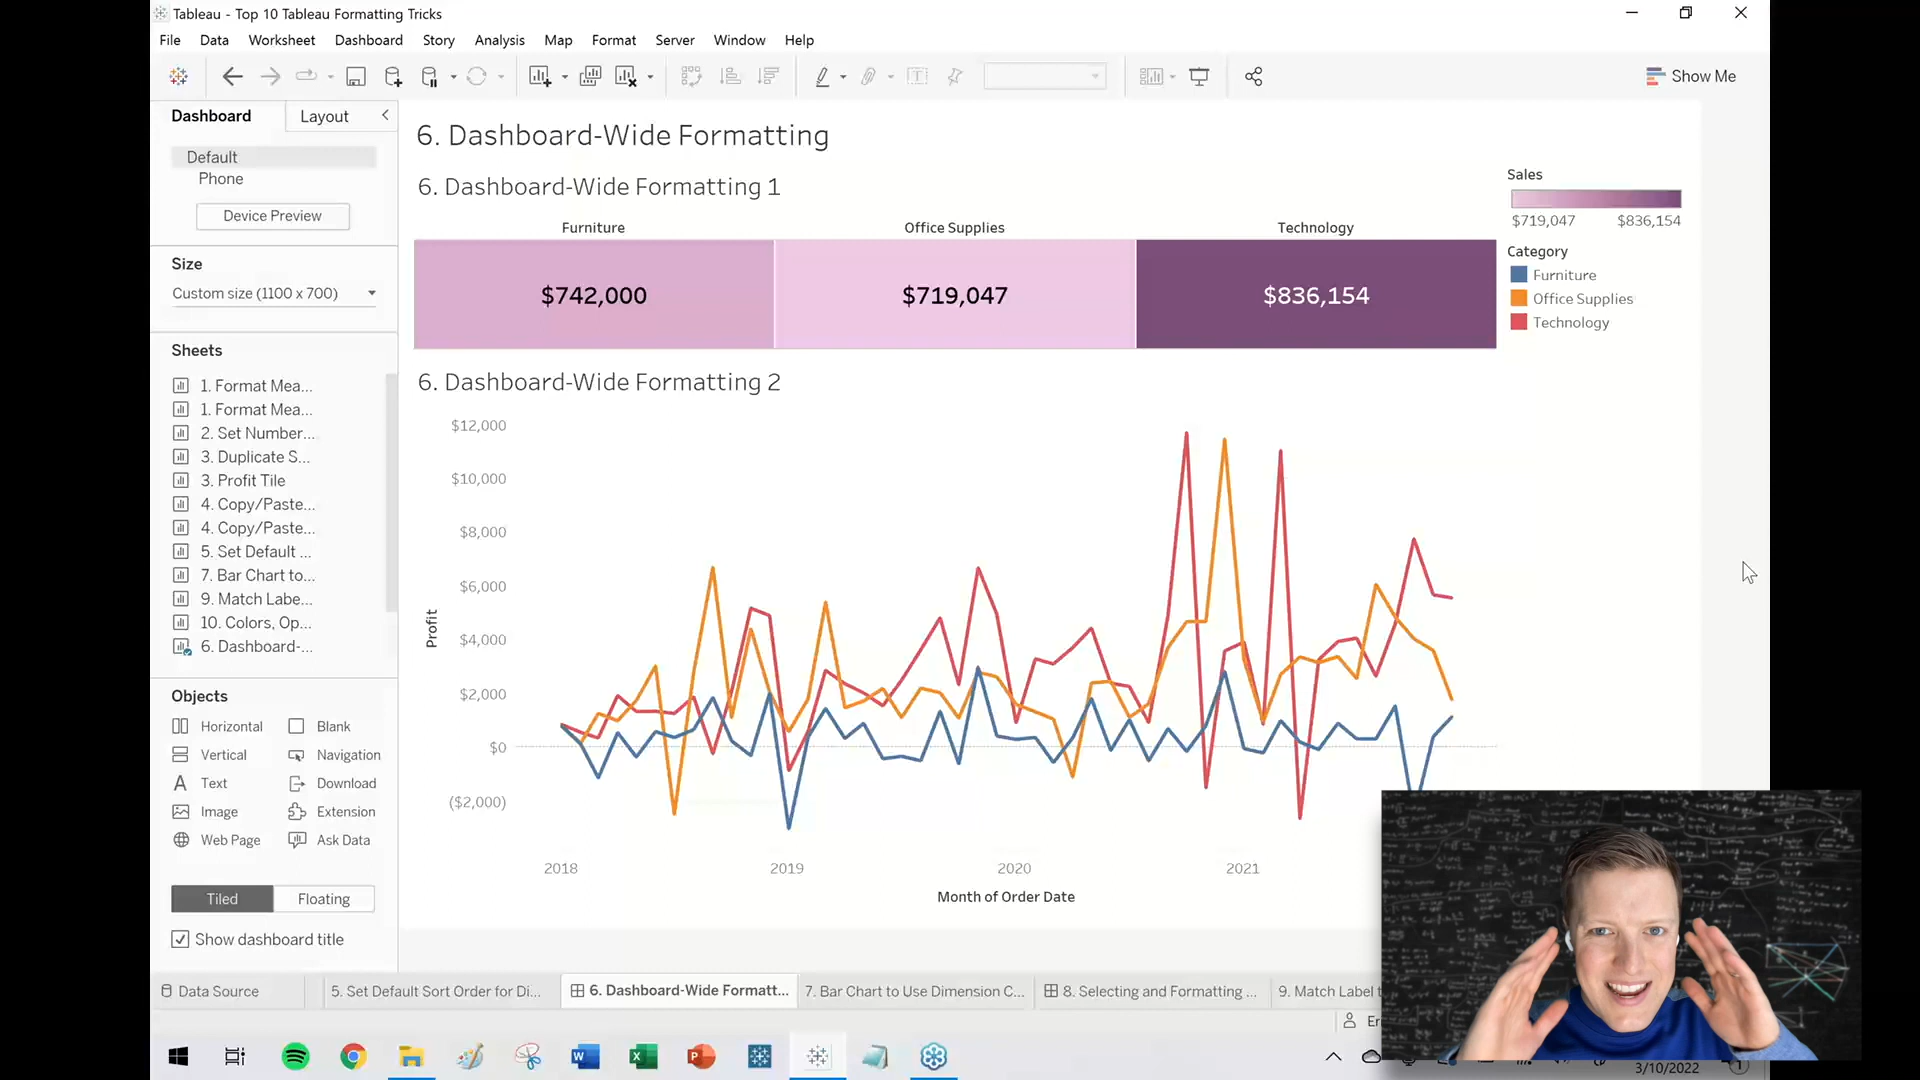 Tableau - Top 10 Tableau Formatting Tricks
File Data Worksheet Dashboard Story Analysis Map Format Server Window Help
Show Me
Dashboard Layout
Default
Phone
Device Preview
Size
Custom size (1100 x 700)
Sheets
1. Format Mea...
1. Format Mea...
2. Set Number...
3. Duplicate S...
3. Profit Tile
4. Copy/Paste...
4. Copy/Paste...
5. Set Default ...
7. Bar Chart to...
9. Match Labe...
10. Colors, Op...
6. Dashboard-...
Objects
Horizontal Blank
Vertical Navigation
Text Download
Image Extension
Web Page Ask Data
Tiled Floating
Show dashboard title
6. Dashboard-Wide Formatting
6. Dashboard-Wide Formatting 1
Furniture Office Supplies Technology
$742,000 $719,047 $836,154
Sales
$719,047 $836,154
Category
Furniture
Office Supplies
Technology
6. Dashboard-Wide Formatting 2
$12,000
$10,000
$8,000
$6,000
$4,000
$2,000
$0
($2,000)
Profit
2018 2019 2020 2021
Month of Order Date
Data Source 5. Set Default Sort Order for Di... 6. Dashboard-Wide Formatt... 7. Bar Chart to Use Dimension C... 8. Selecting and Formatting ... 9. Match Label t
Er
3/10/2022